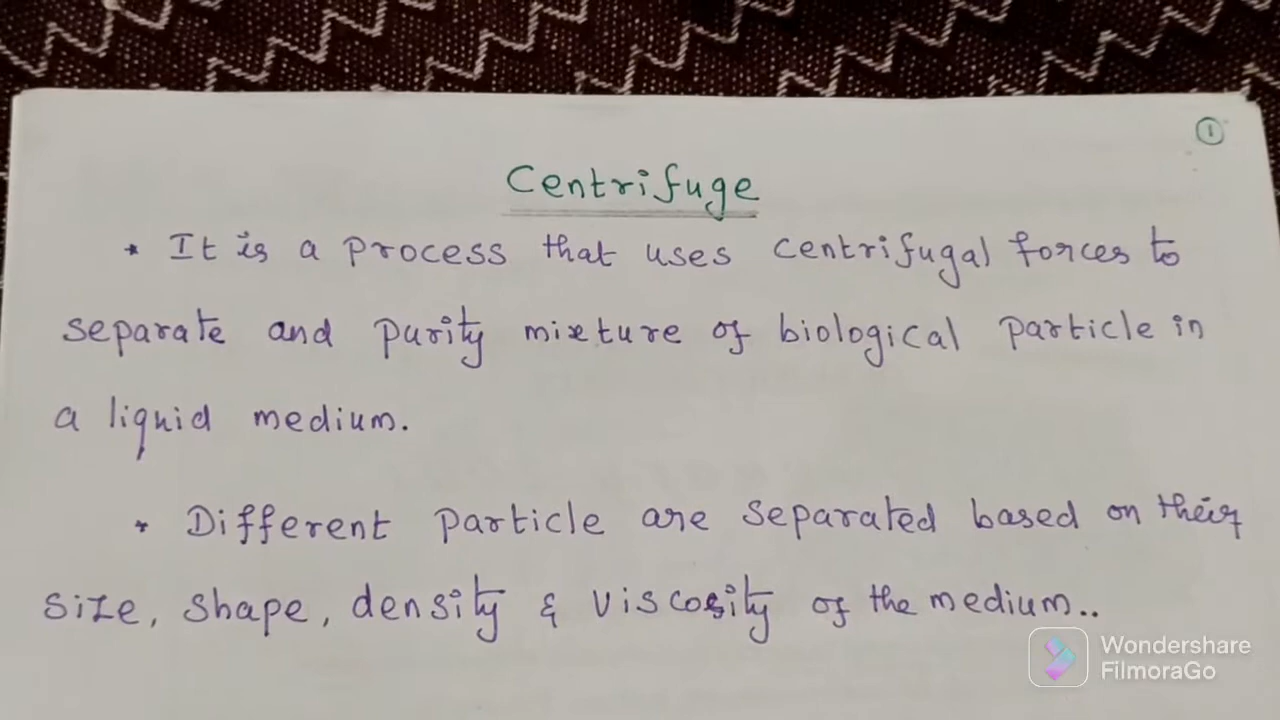 1
Centrifuge
* It is a process that uses centrifugal forces to
separate and purity mixture of biological particle in
a liquid medium.
* Different particle are separated based on their
size, shape, density & viscosity of the medium..
Wondershare
FilmoraGo